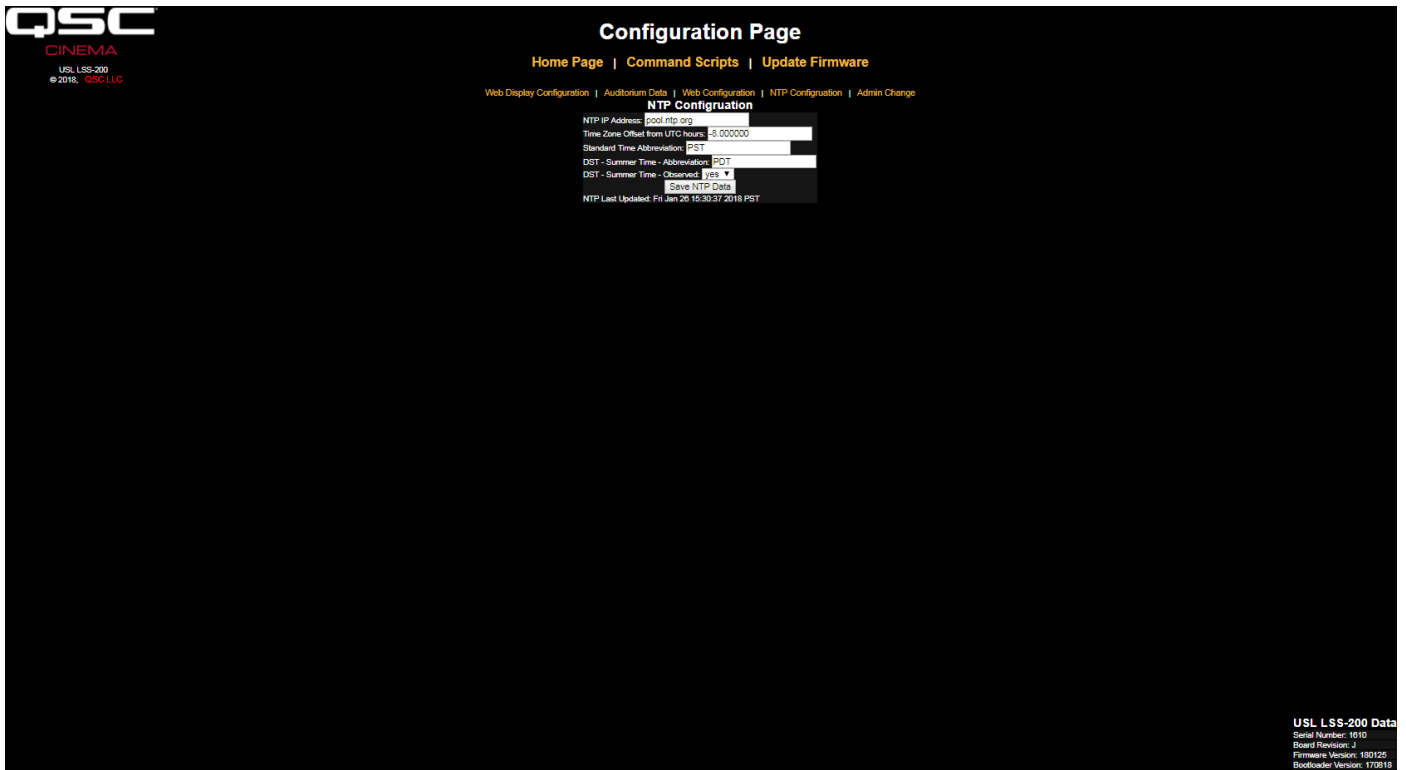 QSC
CINEMA
USL LSS-200
© 2018, QSC LLC.
Configuration Page
Home Page | Command Scripts | Update Firmware
Web Display Configuration | Auditorium Data | Web Configuration | NTP Configruation | Admin Change
NTP Configruation
NTP IP Address: pool.ntp.org
Time Zone Offset from UTC hours: -8.000000
Standard Time Abbreviation: PST
DST - Summer Time - Abbreviation: PDT
DST - Summer Time - Observed: yes
Save NTP Data
NTP Last Updated: Fri Jan 26 15:30:37 2018 PST
USL LSS-200 Data
Serial Number: 1610
Board Revision: J
Firmware Version: 180125
Bootloader Version: 170818